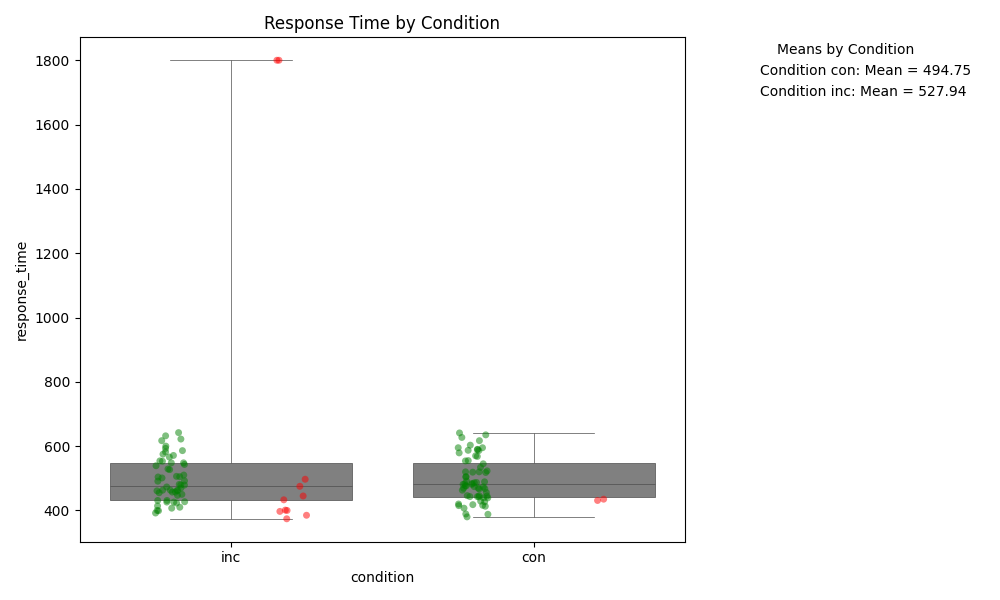 Response Time by Condition
Means by Condition
Condition con: Mean = 494.75
Condition inc: Mean = 527.94
response_time
1800
1600
1400
1200
1000
800
600
400
inc
con
condition